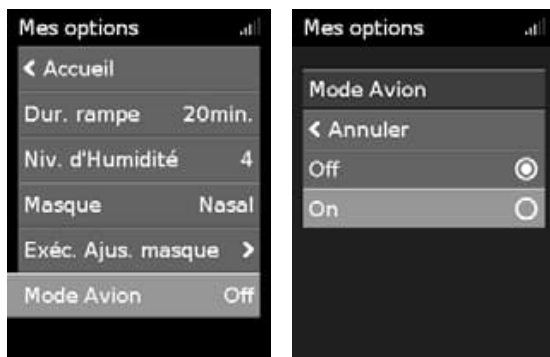 Mes options
< Accueil
Dur. rampe 20min.
Niv. d'Humidité 4
Masque Nasal
Exéc. Ajus. masque >
Mode Avion Off
Mes options
Mode Avion
< Annuler
Off
On